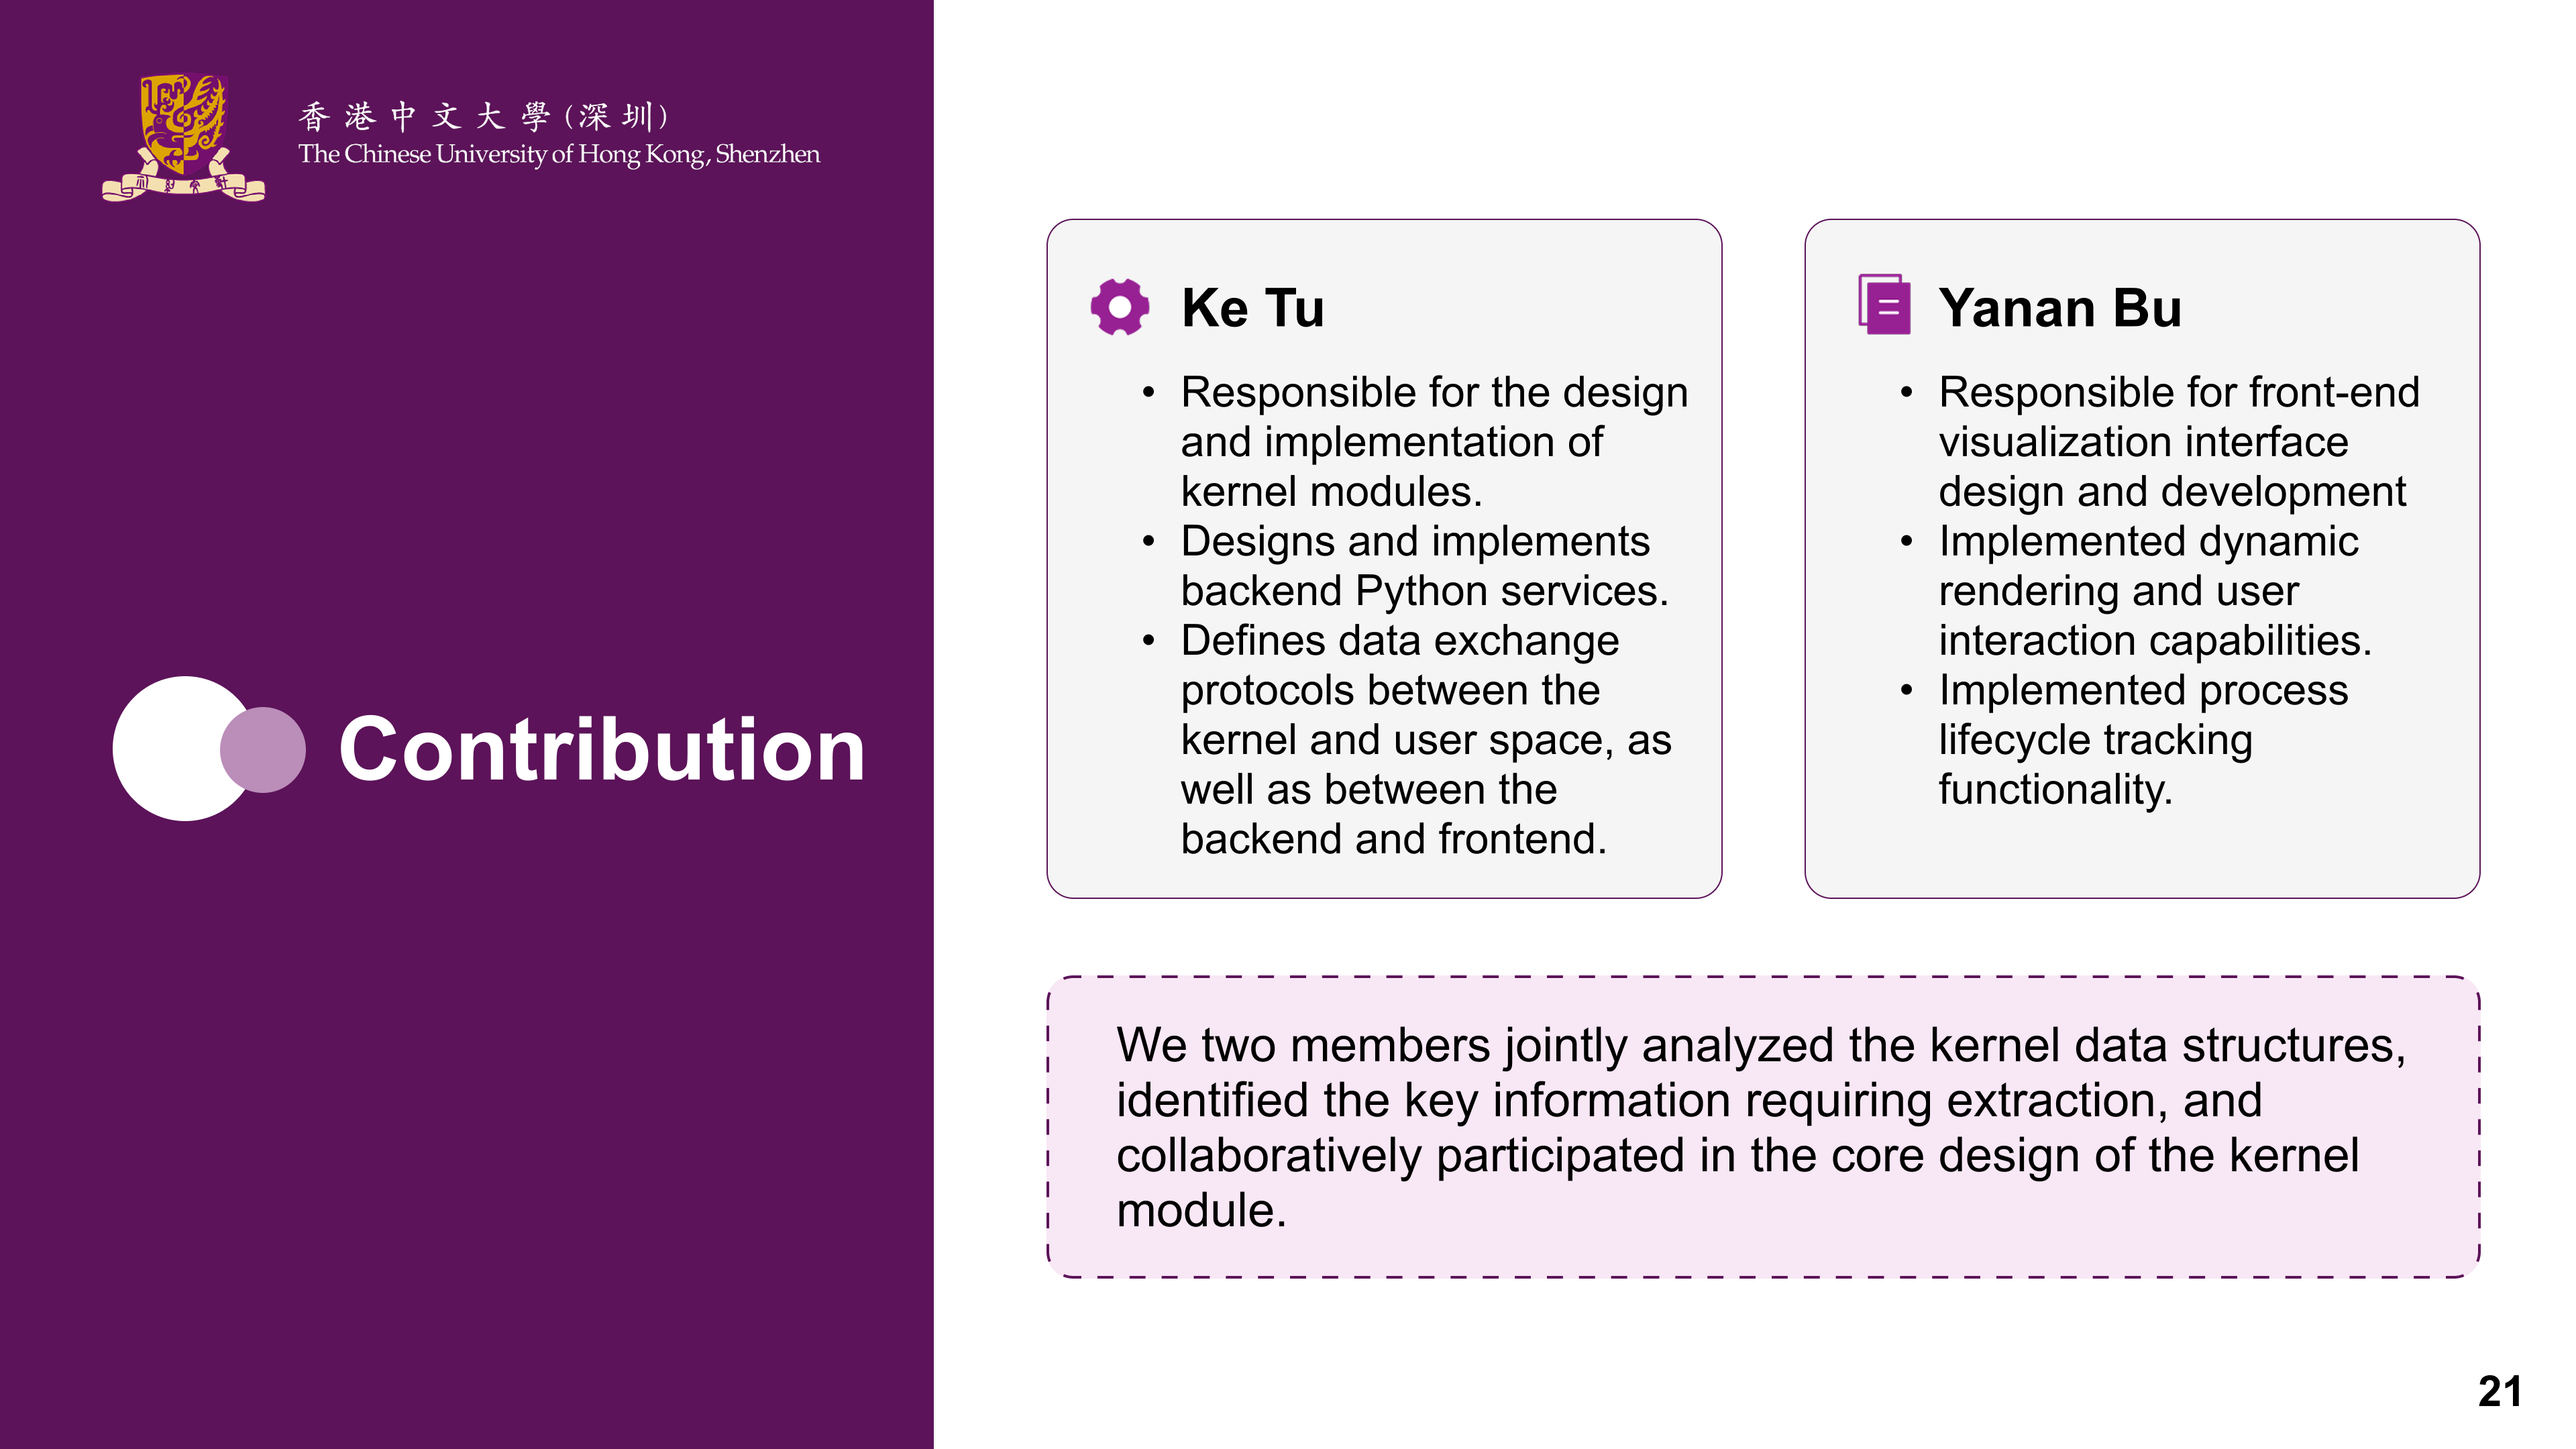 香港中文大學(深圳)
The Chinese University of Hong Kong, Shenzhen
Contribution
Ke Tu
• Responsible for the design
and implementation of
kernel modules.
• Designs and implements
backend Python services.
• Defines data exchange
protocols between the
kernel and user space, as
well as between the
backend and frontend.
Yanan Bu
• Responsible for front-end
visualization interface
design and development
• Implemented dynamic
rendering and user
interaction capabilities.
• Implemented process
lifecycle tracking
functionality.
We two members jointly analyzed the kernel data structures,
identified the key information requiring extraction, and
collaboratively participated in the core design of the kernel
module.
21